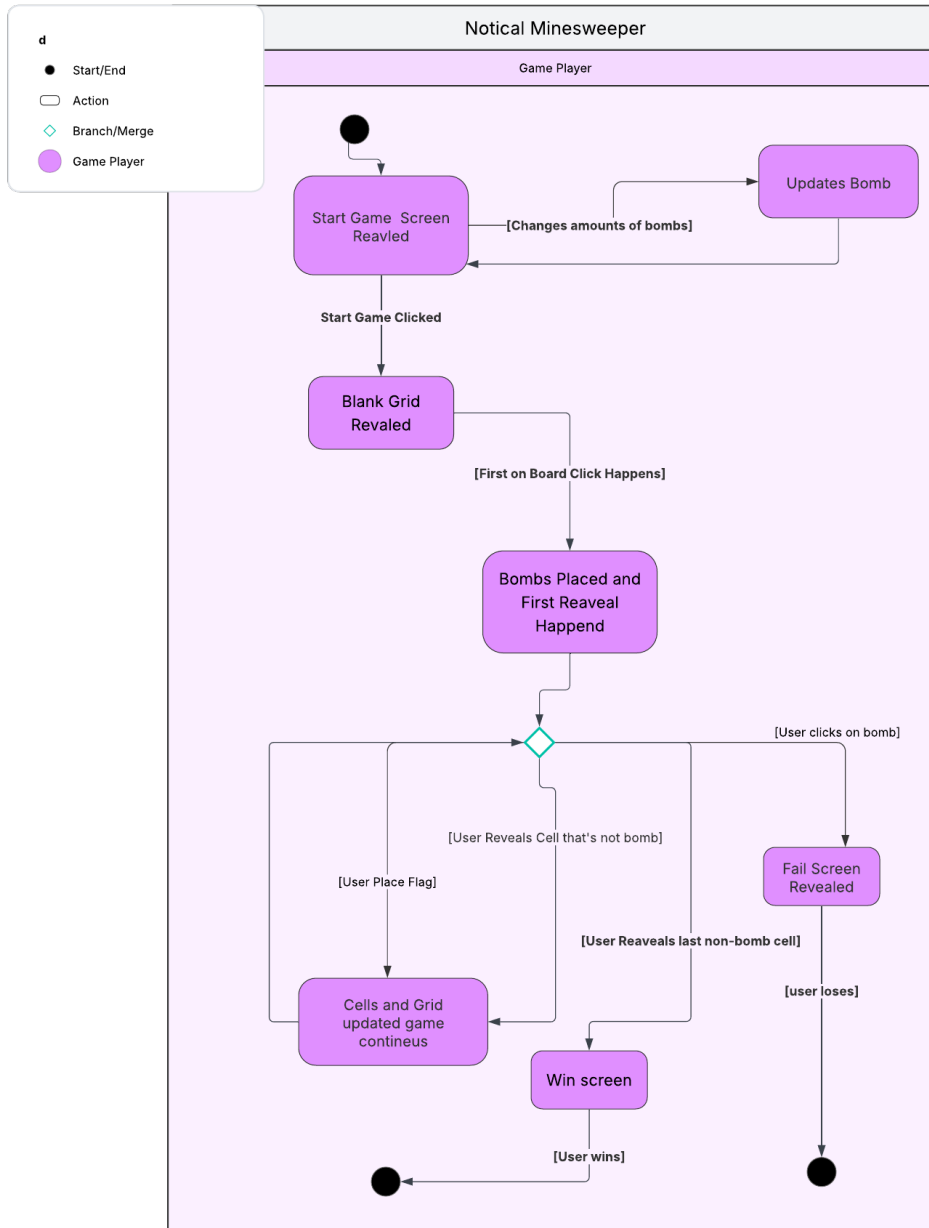 Notical Minesweeper
Game Player
d
Start/End
Action
Branch/Merge
Game Player
Start Game Screen
Reavled
[Changes amounts of bombs]
Updates Bomb
Start Game Clicked
Blank Grid
Revaled
[First on Board Click Happens]
Bombs Placed and
First Reaveal
Happend
[User clicks on bomb]
[User Reveals Cell that's not bomb]
[User Place Flag]
Fail Screen
Revealed
[User Reaveals last non-bomb cell]
[user loses]
Cells and Grid
updated game
contineus
Win screen
[User wins]